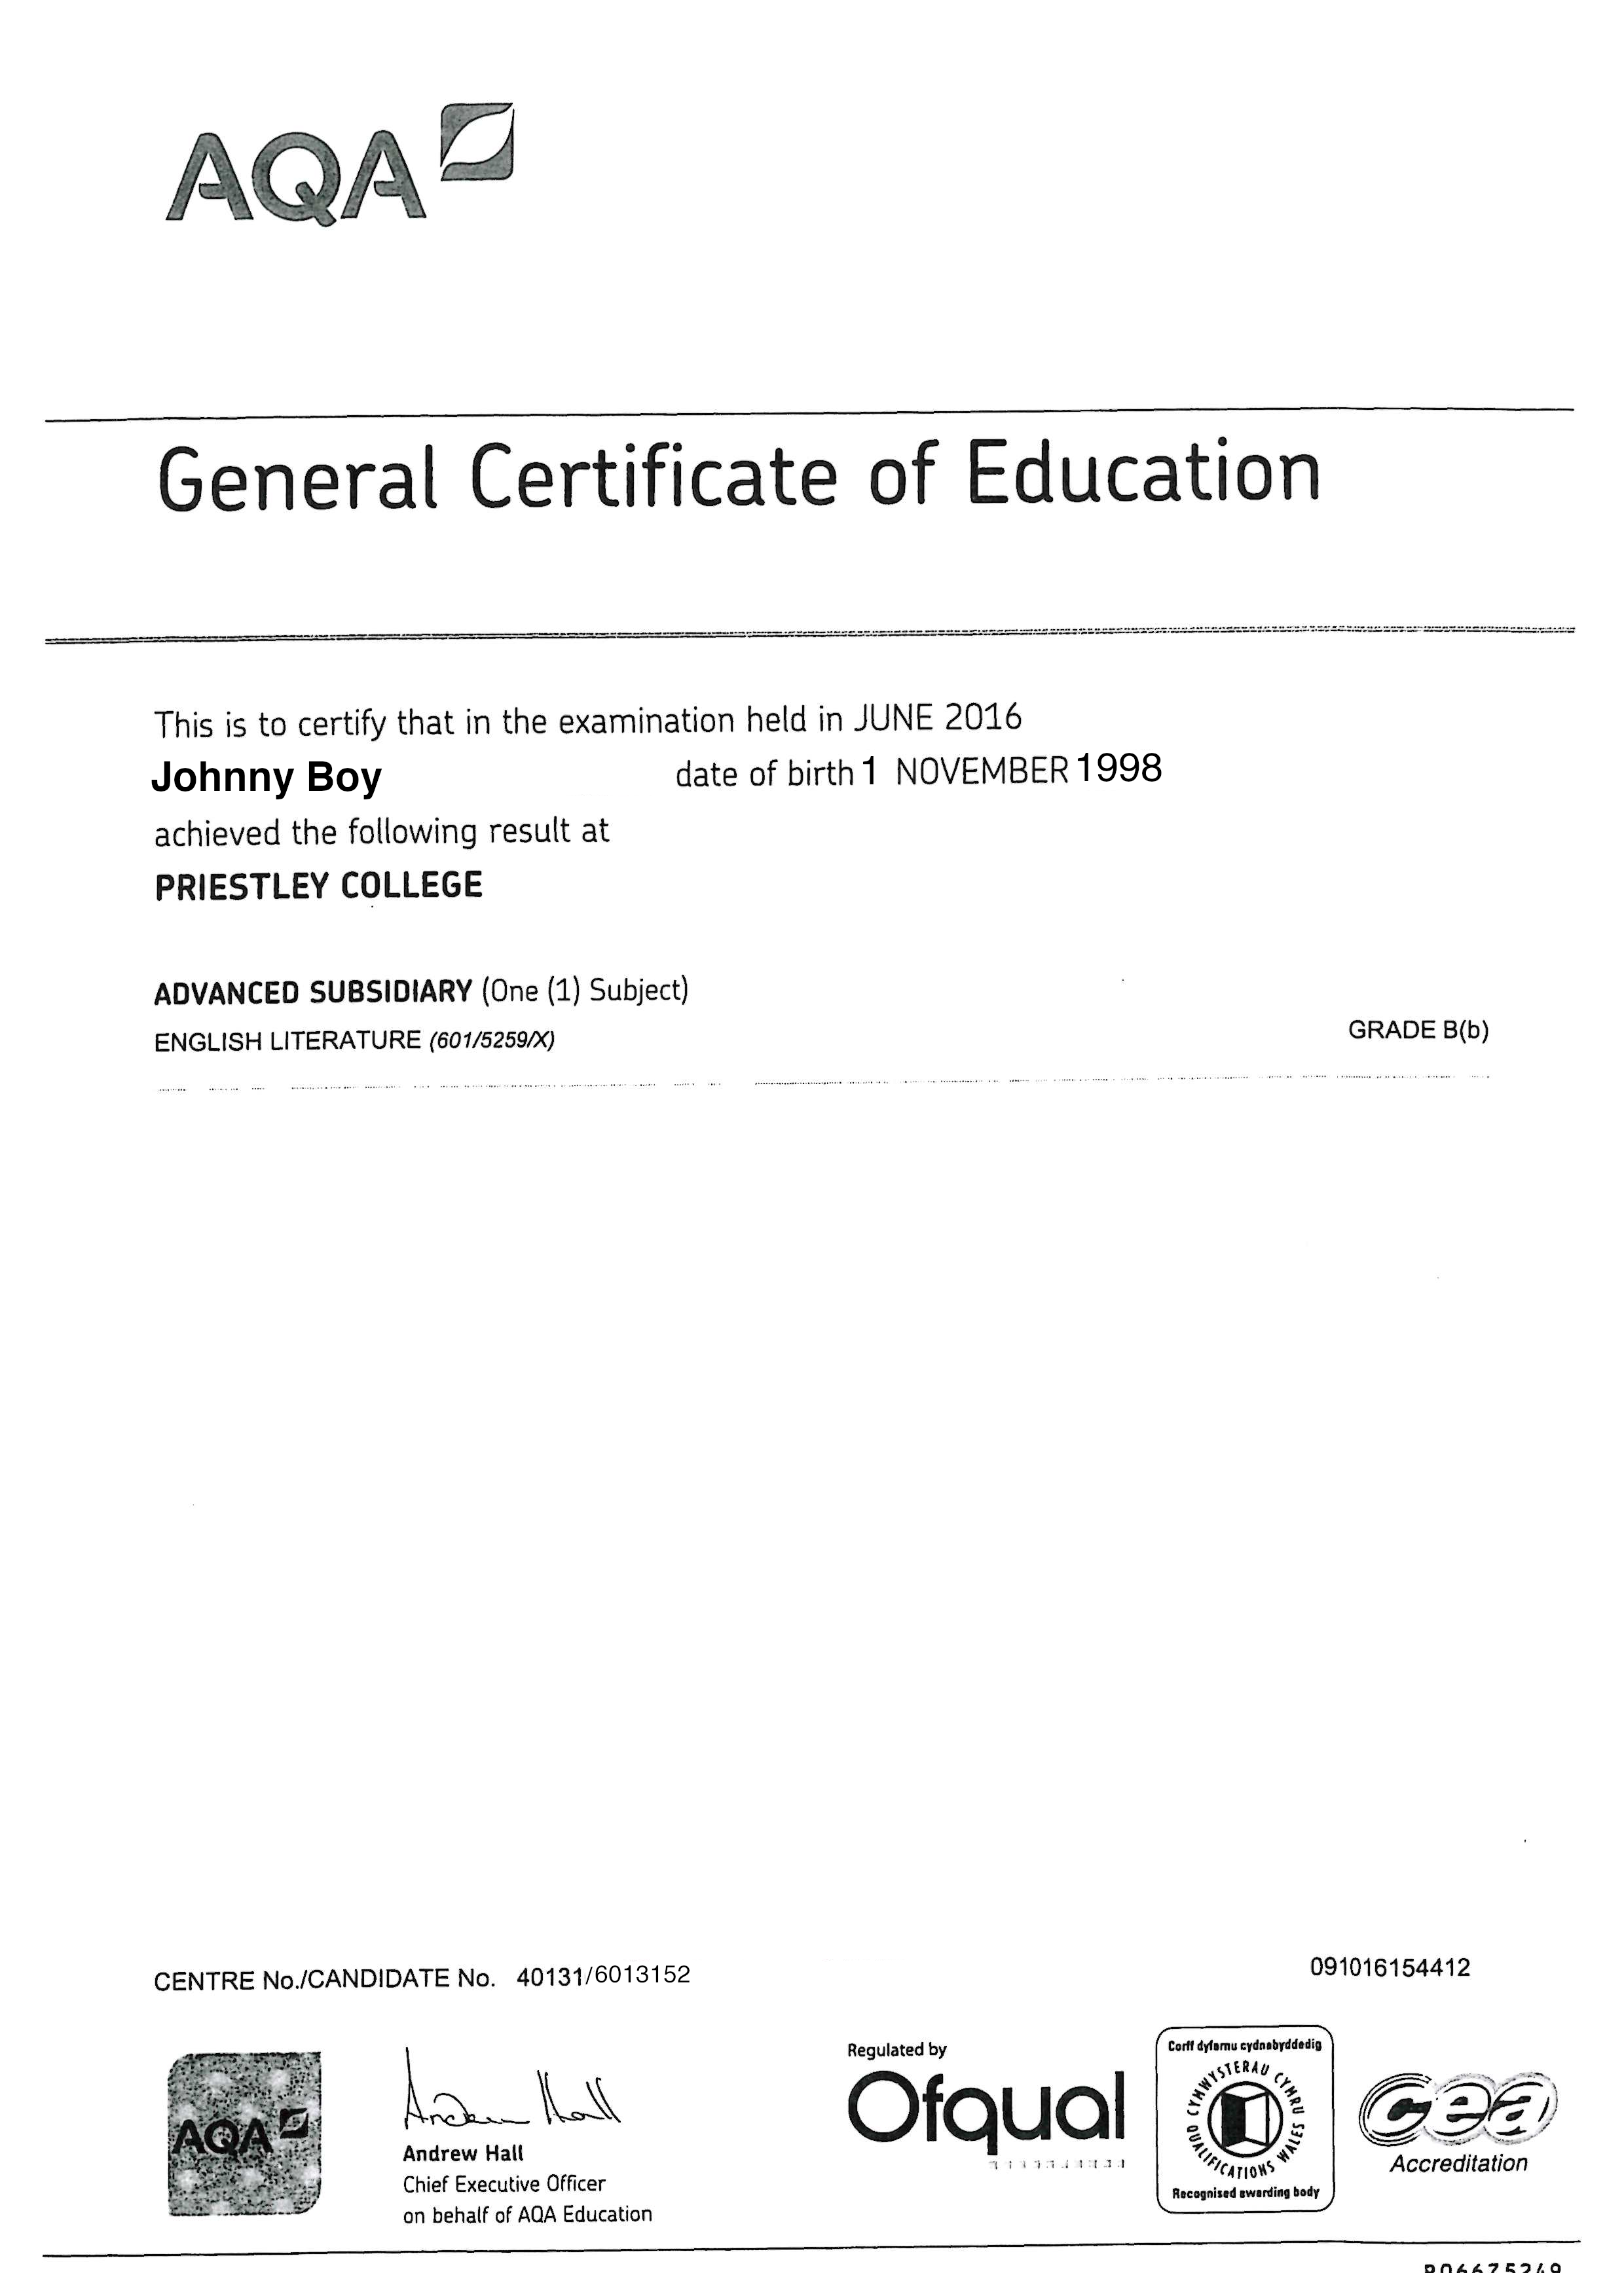 AQA
General Certificate of Education
This is to certify that in the examination held in JUNE 2016
Johnny Boy date of birth 1 NOVEMBER 1998
achieved the following result at
PRIESTLEY COLLEGE
ADVANCED SUBSIDIARY (One (1) Subject)
ENGLISH LITERATURE (601/5259/X) GRADE B(b)
CENTRE No./CANDIDATE No. 40131/6013152 091016154412
AQA
Andrew Hall
Andrew Hall
Chief Executive Officer
on behalf of AQA Education
Regulated by
Ofqual
Corff dyfarnu cydnabyddedig
CYMWYSTERAU CYMRU
QUALIFICATIONS WALES
Recognised awarding body
cea
Accreditation